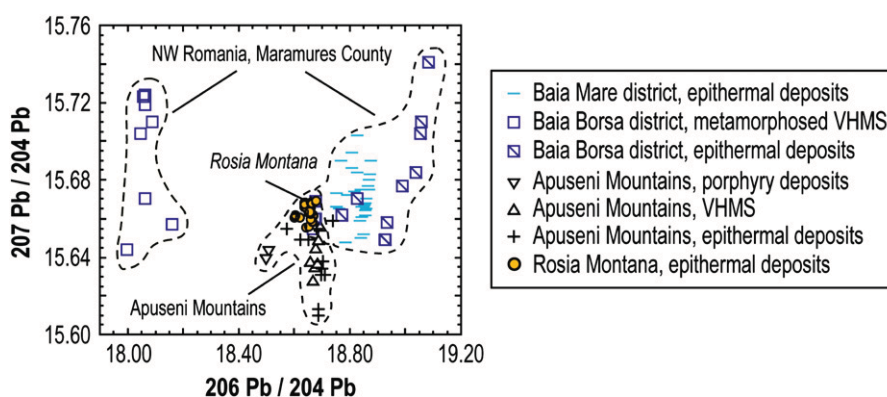 15.76
15.72
15.68
15.64
15.60
207 Pb / 204 Pb
NW Romania, Maramures County
Rosia Montana
Apuseni Mountains
18.00
18.40
18.80
19.20
206 Pb / 204 Pb
Baia Mare district, epithermal deposits
Baia Borsa district, metamorphosed VHMS
Baia Borsa district, epithermal deposits
Apuseni Mountains, porphyry deposits
Apuseni Mountains, VHMS
Apuseni Mountains, epithermal deposits
Rosia Montana, epithermal deposits